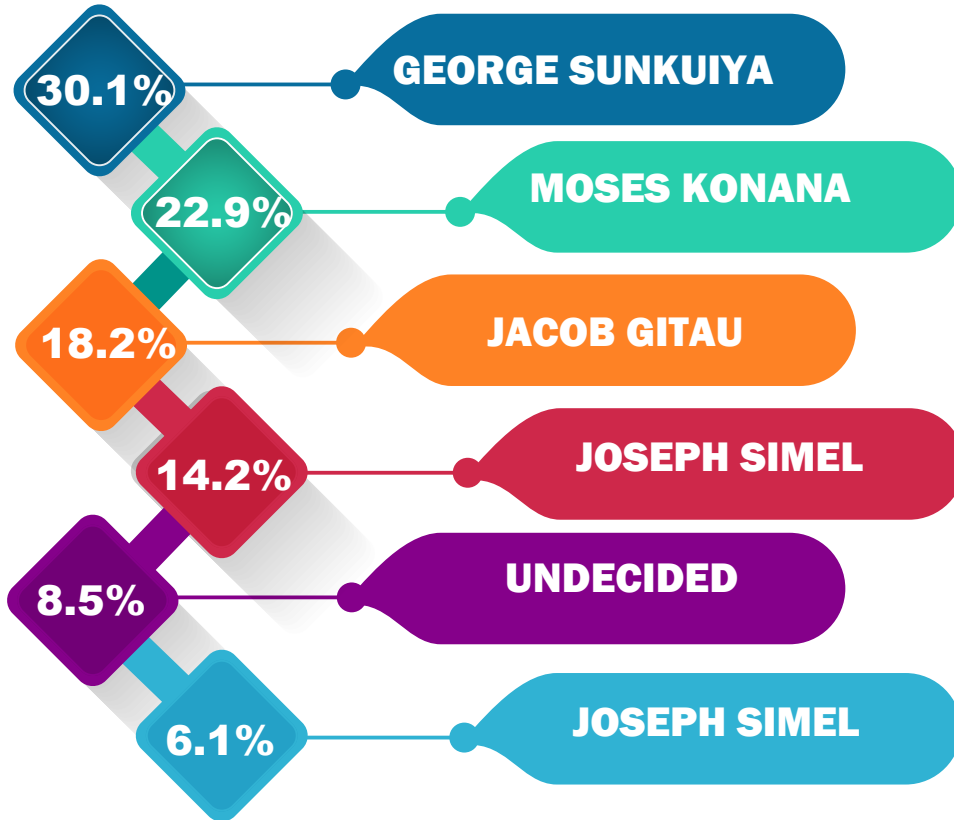 30.1% GEORGE SUNKUIYA
22.9% MOSES KONANA
18.2% JACOB GITAU
14.2% JOSEPH SIMEL
8.5% UNDECIDED
6.1% JOSEPH SIMEL